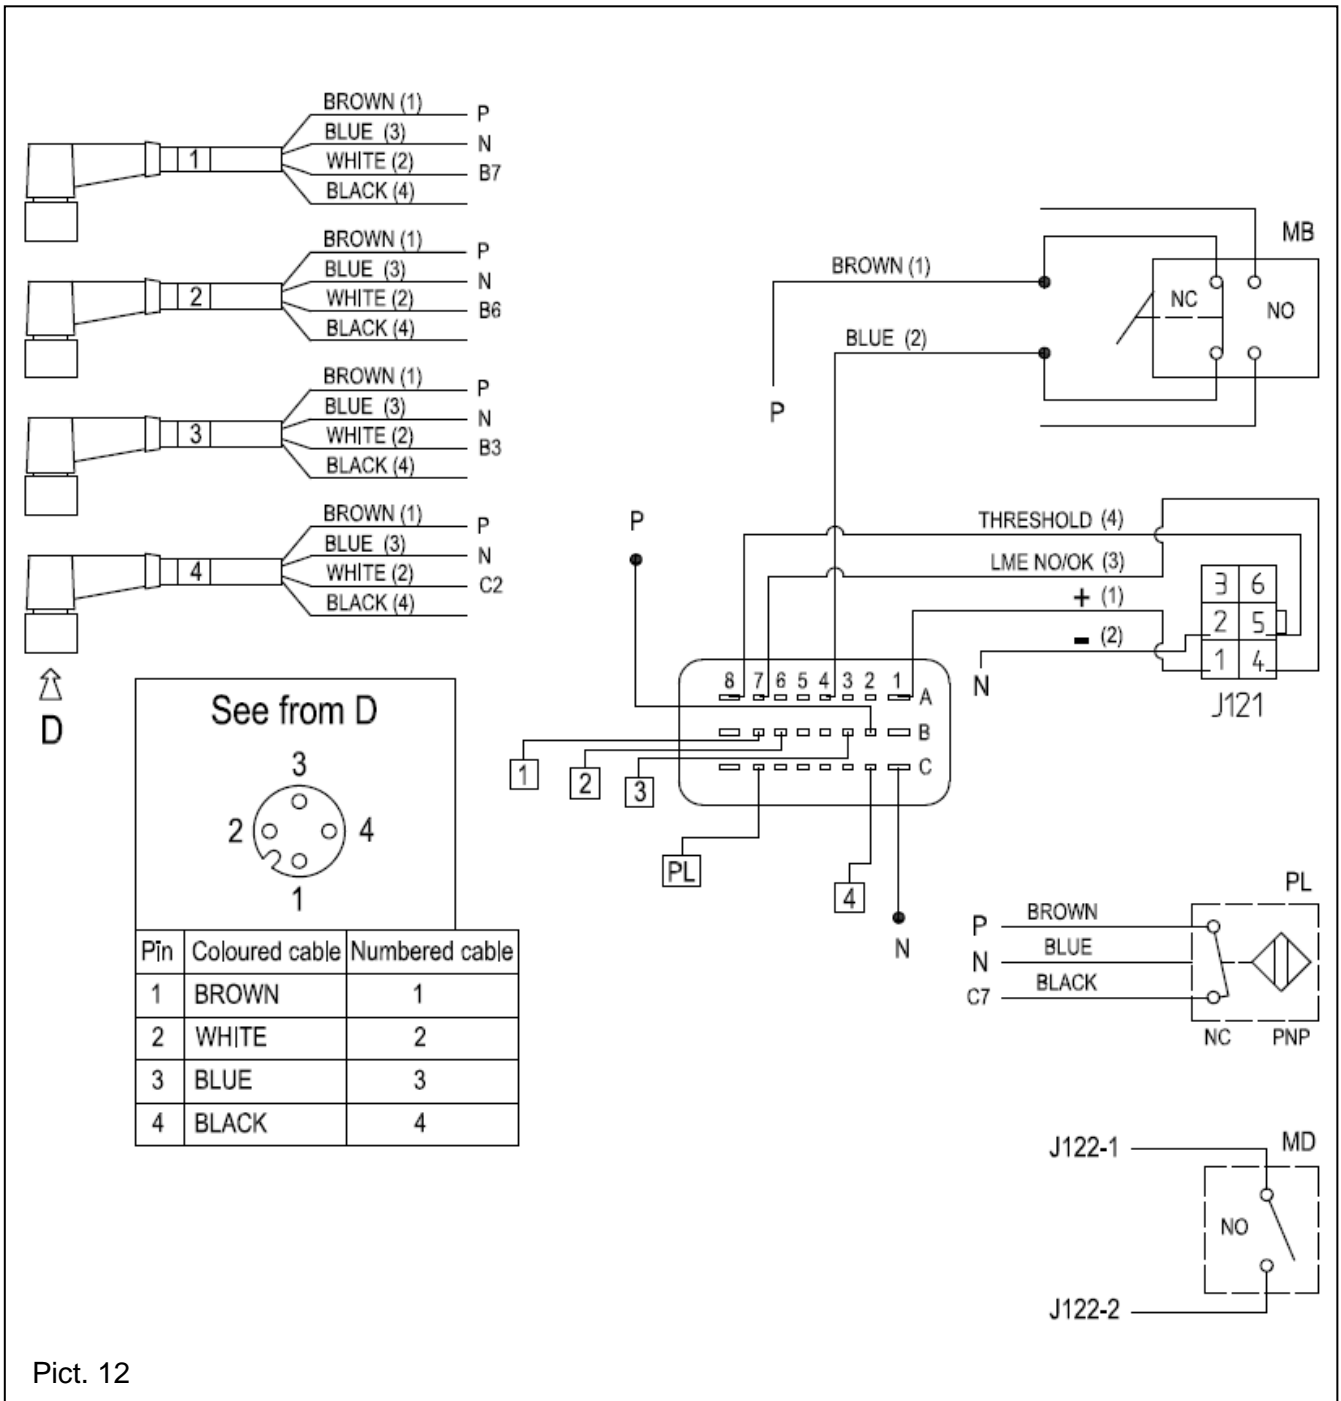 BROWN (1)
P
BLUE (3)
N
1
WHITE (2)
B7
BLACK (4)
BROWN (1)
P
BLUE (3)
N
2
WHITE (2)
B6
BLACK (4)
BROWN (1)
P
BLUE (3)
N
3
WHITE (2)
B3
BLACK (4)
BROWN (1)
P
BLUE (3)
N
4
WHITE (2)
C2
BLACK (4)
D
MB
BROWN (1)
NC
NO
BLUE (2)
P
P
THRESHOLD (4)
LME NO/OK (3)
+ (1)
- (2)
N
3 6
2 5
1 4
J121
8 7 6 5 4 3 2 1 A
B
C
1
2
3
PL
4
N
See from D
3
2 4
1
Pin Coloured cable Numbered cable
1 BROWN 1
2 WHITE 2
3 BLUE 3
4 BLACK 4
PL
P BROWN
N BLUE
C7 BLACK
NC PNP
J122-1
MD
NO
J122-2
Pict. 12